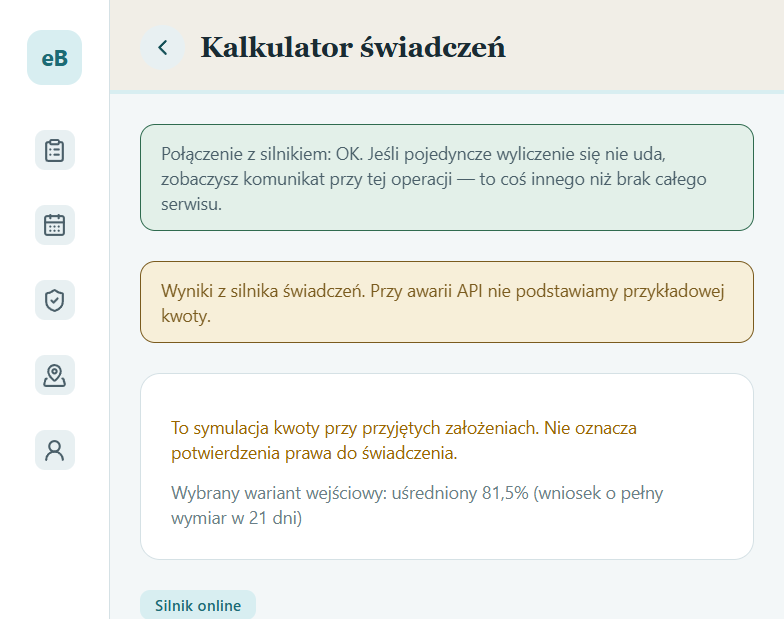 eB
Kalkulator świadczeń
Połączenie z silnikiem: OK. Jeśli pojedyncze wyliczenie się nie uda,
zobaczysz komunikat przy tej operacji — to coś innego niż brak całego
serwisu.
Wyniki z silnika świadczeń. Przy awarii API nie podstawiamy przykładowej
kwoty.
To symulacja kwoty przy przyjętych założeniach. Nie oznacza
potwierdzenia prawa do świadczenia.
Wybrany wariant wejściowy: uśredniony 81,5% (wniosek o pełny
wymiar w 21 dni)
Silnik online